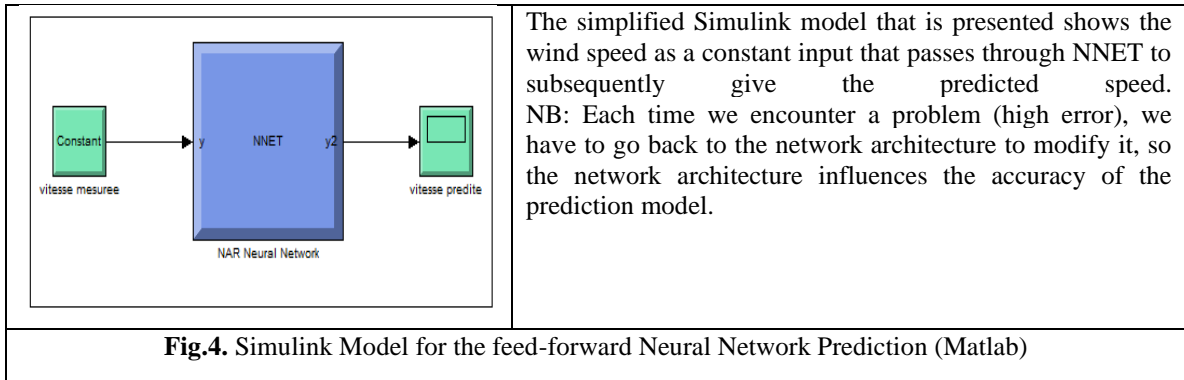 Constant
vitesse mesuree
y
NNET
y2
NAR Neural Network
vitesse predite
The simplified Simulink model that is presented shows the
wind speed as a constant input that passes through NNET to
subsequently give the predicted speed.
NB: Each time we encounter a problem (high error), we
have to go back to the network architecture to modify it, so
the network architecture influences the accuracy of the
prediction model.
Fig.4. Simulink Model for the feed-forward Neural Network Prediction (Matlab)